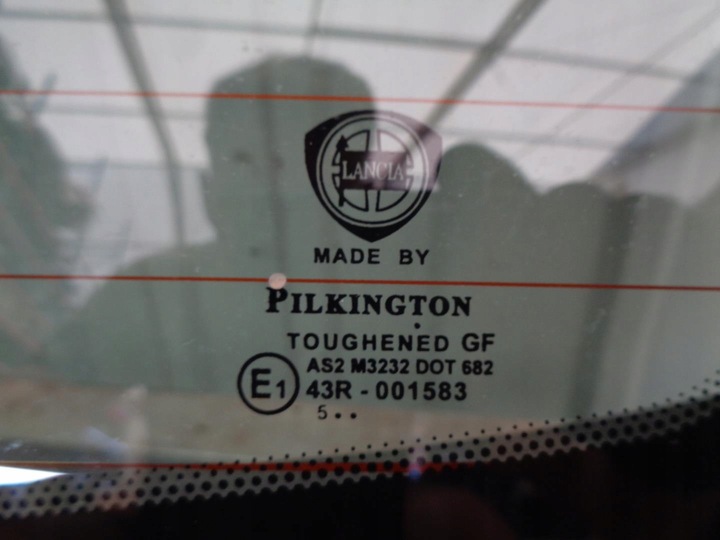 LANCIA
MADE BY
PILKINGTON
TOUGHENED GF
AS2 M3232 DOT 682
E1 43R - 001583
5 • •